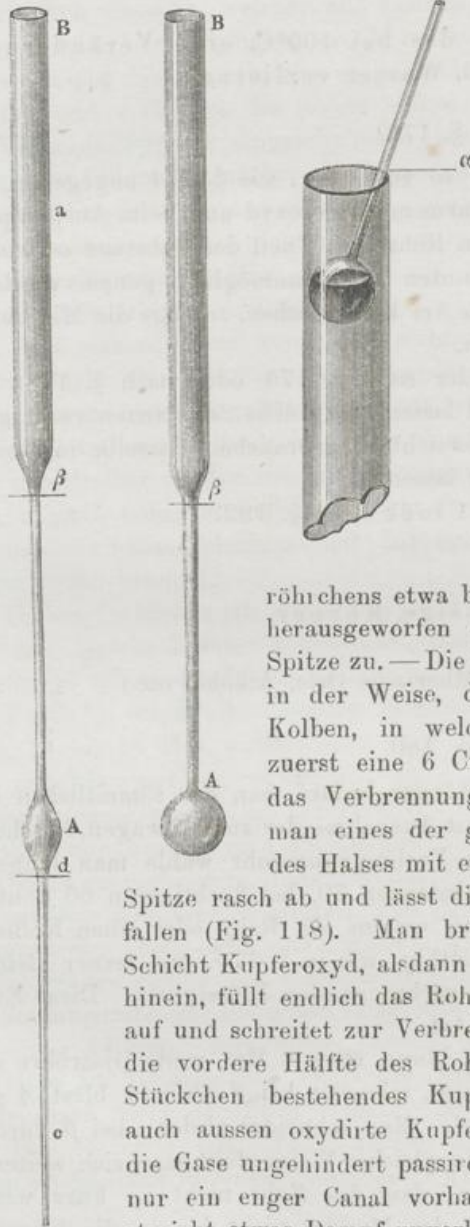 B
B
a
α
β
β
A
A
d
c
röhrchens etwa b
herausgeworfen
Spitze zu. — Die
in der Weise, d
Kolben, in welc
zuerst eine 6 C
das Verbrennung
man eines der g
des Halses mit e
Spitze rasch ab und lässt di
fallen (Fig. 118). Man br
Schicht Kupferoxyd, alsdann
hinein, füllt endlich das Roh
auf und schreitet zur Verbre
die vordere Hälfte des Roh
Stückchen bestehendes Kup
auch aussen oxydirte Kupfe
die Gase ungehindert passir
nur ein enger Canal vorha